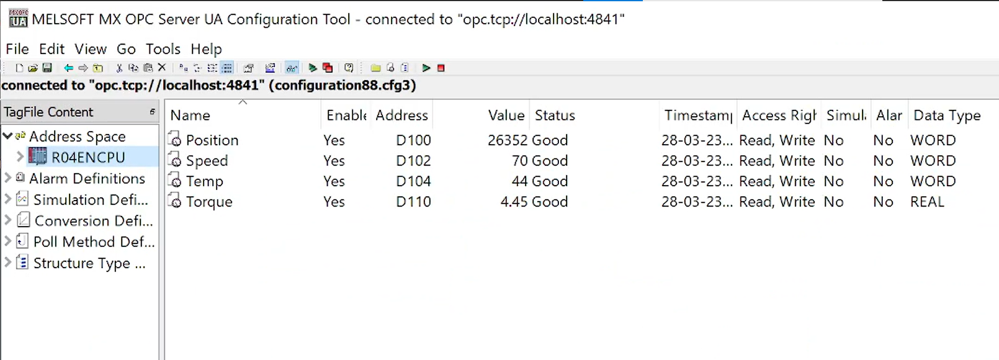 MELSOFT MX OPC Server UA Configuration Tool - connected to "opc.tcp://localhost:4841"
File Edit View Go Tools Help
connected to "opc.tcp://localhost:4841" (configuration88.cfg3)
TagFile Content
Address Space
R04ENCPU
Alarm Definitions
Simulation Defi...
Conversion Defi...
Poll Method Def...
Structure Type ...
Name Enable Address Value Status Timestamp Access Righ Simul Alar Data Type
Position Yes D100 26352 Good 28-03-23... Read, Write No No WORD
Speed Yes D102 70 Good 28-03-23... Read, Write No No WORD
Temp Yes D104 44 Good 28-03-23... Read, Write No No WORD
Torque Yes D110 4.45 Good 28-03-23... Read, Write No No REAL